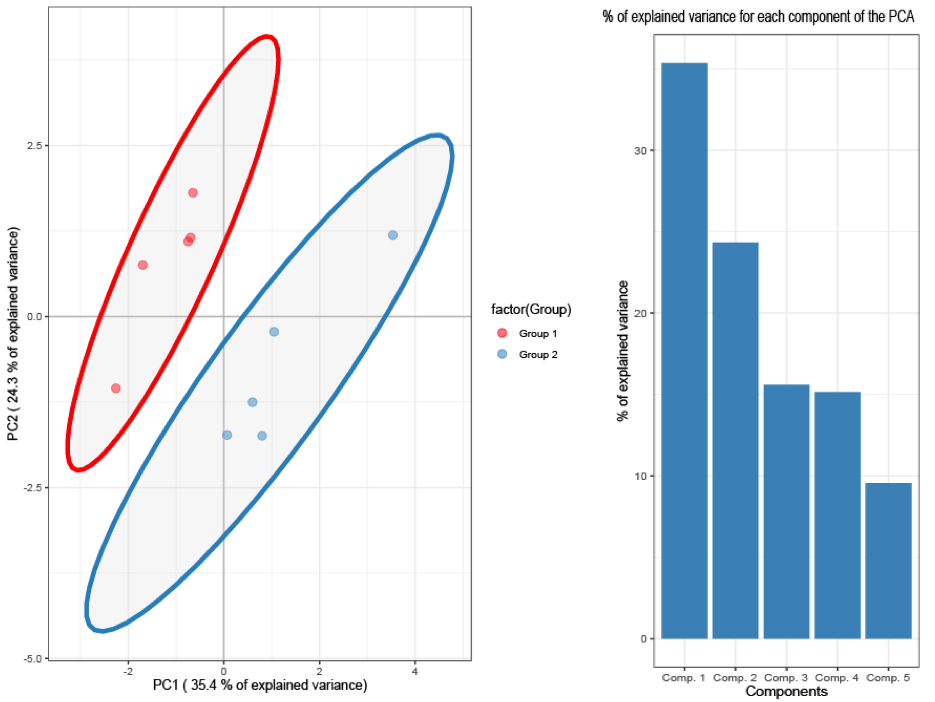 PC2 ( 24.3 % of explained variance)
2.5
0.0
-2.5
-5.0
-2
0
2
4
PC1 ( 35.4 % of explained variance)
factor(Group)
Group 1
Group 2
% of explained variance for each component of the PCA
% of explained variance
30
20
10
0
Comp. 1 Comp. 2 Comp. 3 Comp. 4 Comp. 5
Components